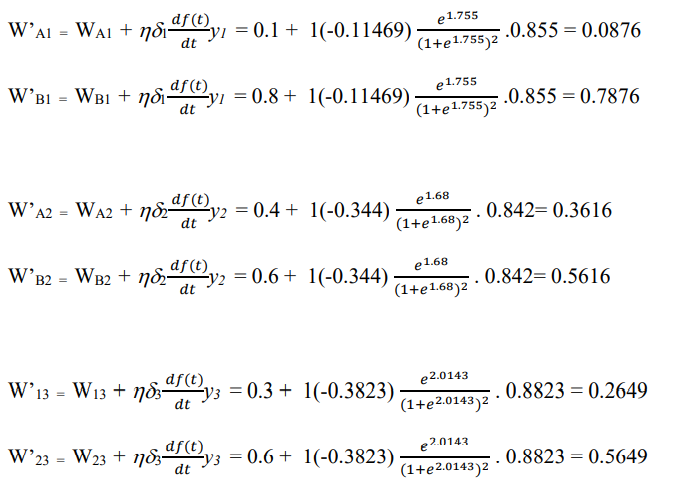 W’A1 = WA1 + ηδ1 df(t)/dt y1 = 0.1 + 1(-0.11469) e^1.755/(1+e^1.755)^2 .0.855 = 0.0876
W’B1 = WB1 + ηδ1 df(t)/dt y1 = 0.8 + 1(-0.11469) e^1.755/(1+e^1.755)^2 .0.855 = 0.7876
W’A2 = WA2 + ηδ2 df(t)/dt y2 = 0.4 + 1(-0.344) e^1.68/(1+e^1.68)^2 . 0.842= 0.3616
W’B2 = WB2 + ηδ2 df(t)/dt y2 = 0.6 + 1(-0.344) e^1.68/(1+e^1.68)^2 . 0.842= 0.5616
W’13 = W13 + ηδ3 df(t)/dt y3 = 0.3 + 1(-0.3823) e^2.0143/(1+e^2.0143)^2 . 0.8823 = 0.2649
W’23 = W23 + ηδ3 df(t)/dt y3 = 0.6 + 1(-0.3823) e^2.0143/(1+e^2.0143)^2 . 0.8823 = 0.5649